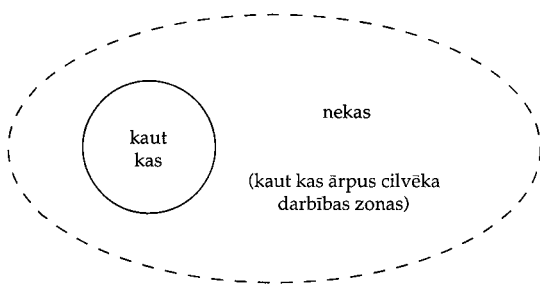 kaut
kas
nekas
(kaut kas ārpus cilvēka
darbības zonas)